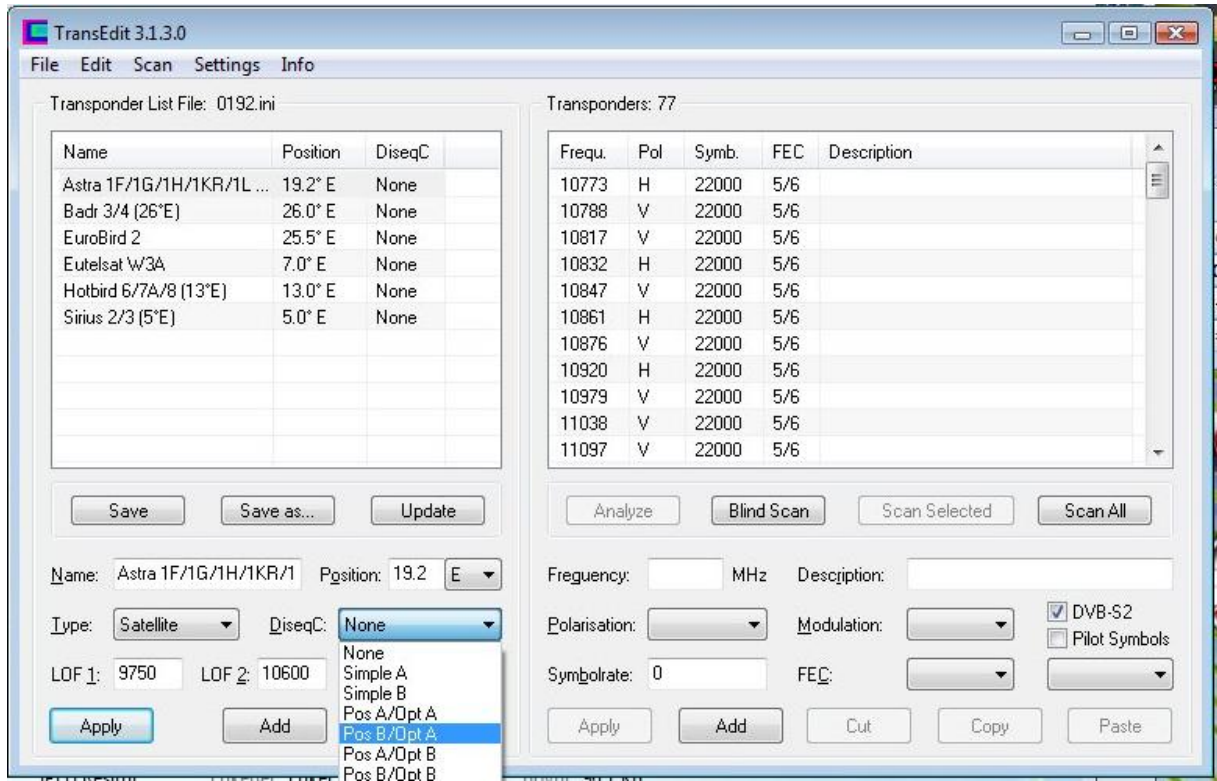 TransEdit 3.1.3.0
File Edit Scan Settings Info
Transponder List File: 0192.ini
Name Position DiseqC
Astra 1F/1G/1H/1KR/1L ... 19.2° E None
Badr 3/4 (26°E) 26.0° E None
EuroBird 2 25.5° E None
Eutelsat W3A 7.0° E None
Hotbird 6/7A/8 (13°E) 13.0° E None
Sirius 2/3 (5°E) 5.0° E None
Save Save as... Update
Name: Astra 1F/1G/1H/1KR/1 Position: 19.2 E
Type: Satellite DiseqC: None
LOF 1: 9750 LOF 2: 10600
None
Simple A
Simple B
Pos A/Opt A
Pos B/Opt A
Pos A/Opt B
Pos B/Opt B
Apply Add
Transponders: 77
Frequ. Pol Symb. FEC Description
10773 H 22000 5/6
10788 V 22000 5/6
10817 V 22000 5/6
10832 H 22000 5/6
10847 V 22000 5/6
10861 H 22000 5/6
10876 V 22000 5/6
10920 H 22000 5/6
10979 V 22000 5/6
11038 V 22000 5/6
11097 V 22000 5/6
Analyze Blind Scan Scan Selected Scan All
Freguency: MHz Description:
Polarisation: Modulation: DVB-S2
Pilot Symbols
Symbolrate: 0 FEC:
Apply Add Cut Copy Paste